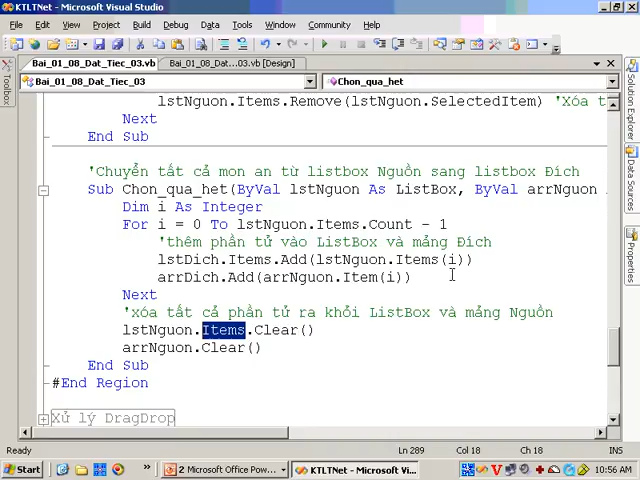 KTLTNet - Microsoft Visual Studio
File Edit View Project Build Debug Data Tools Window Community Help
Bai_01_08_Dat_Tiec_03.vb Bai_01_08_Dat...03.vb [Design]
Bai_01_08_Dat_Tiec_03 Chon_qua_het
lstNguon.Items.Remove(lstNguon.SelectedItem) 'Xóa t
Next
End Sub
'Chuyển tất cả mon an từ listbox Nguồn sang listbox Đích
Sub Chon_qua_het(ByVal lstNguon As ListBox, ByVal arrNguon
Dim i As Integer
For i = 0 To lstNguon.Items.Count - 1
'thêm phần tử vào ListBox và mảng Đích
lstDich.Items.Add(lstNguon.Items(i))
arrDich.Add(arrNguon.Item(i))
Next
'xóa tất cả phần tử ra khỏi ListBox và mảng Nguồn
lstNguon.Items.Clear()
arrNguon.Clear()
End Sub
#End Region
Xử lý DragDrop
Toolbox
Solution Explorer
Data Sources
Properties
Ready Ln 289 Col 18 Ch 18 INS
Start » 2 Microsoft Office Pow... KTLTNet - Microsoft Vi... 10:56 AM